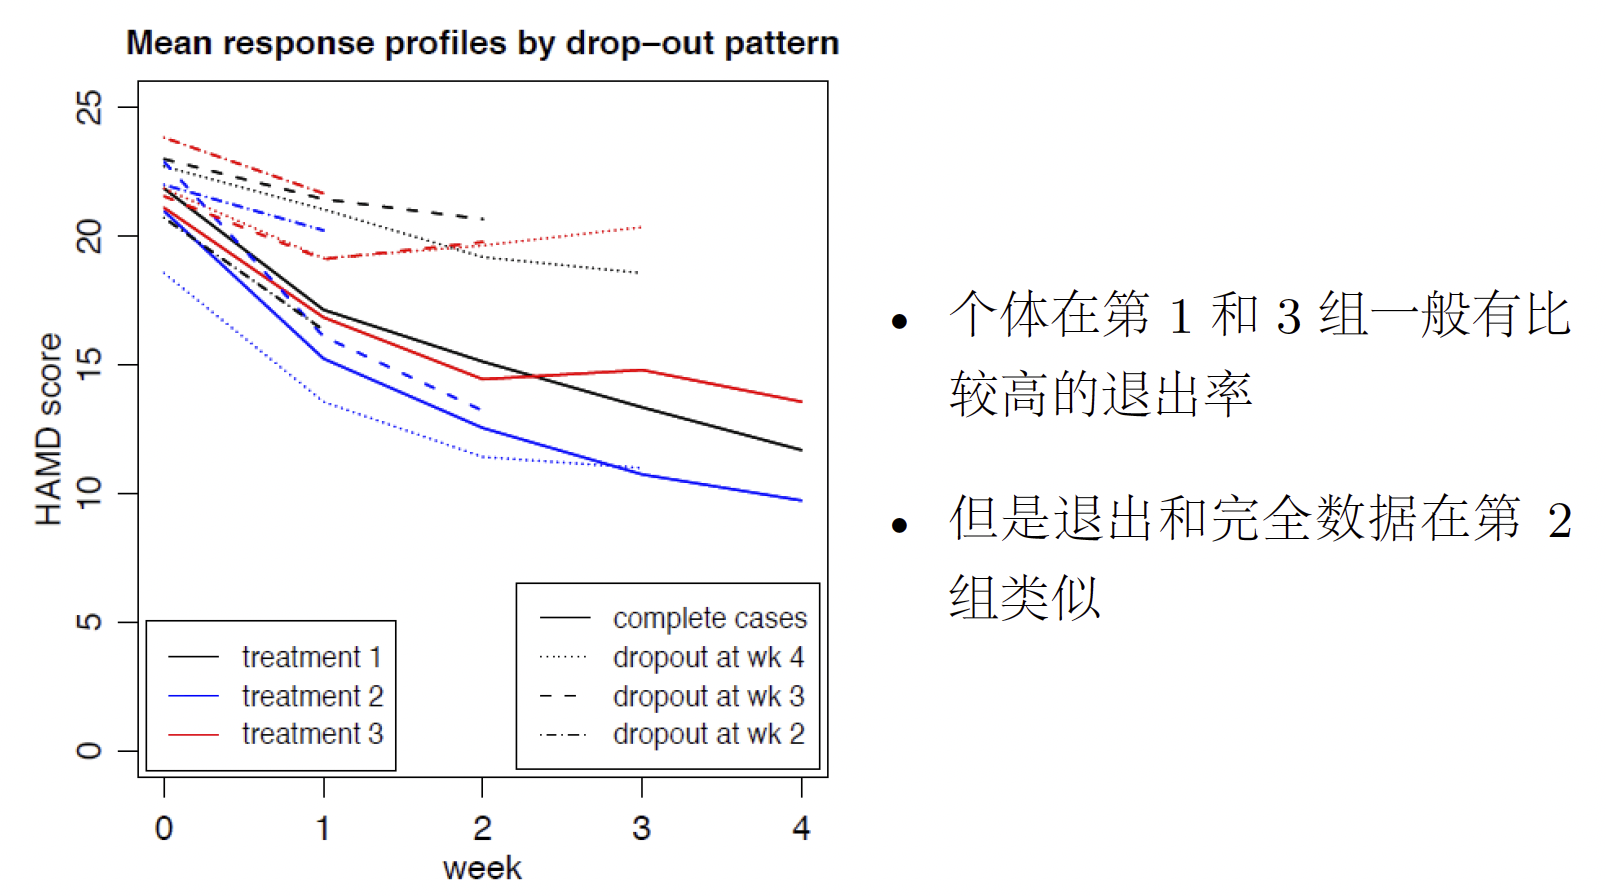 Mean response profiles by drop−out pattern
HAMD score
25
20
15
10
5
0
treatment 1
treatment 2
treatment 3
complete cases
dropout at wk 4
dropout at wk 3
dropout at wk 2
0 1 2 3 4
week
• 个体在第 1 和 3 组一般有比
较高的退出率
• 但是退出和完全数据在第 2
组类似